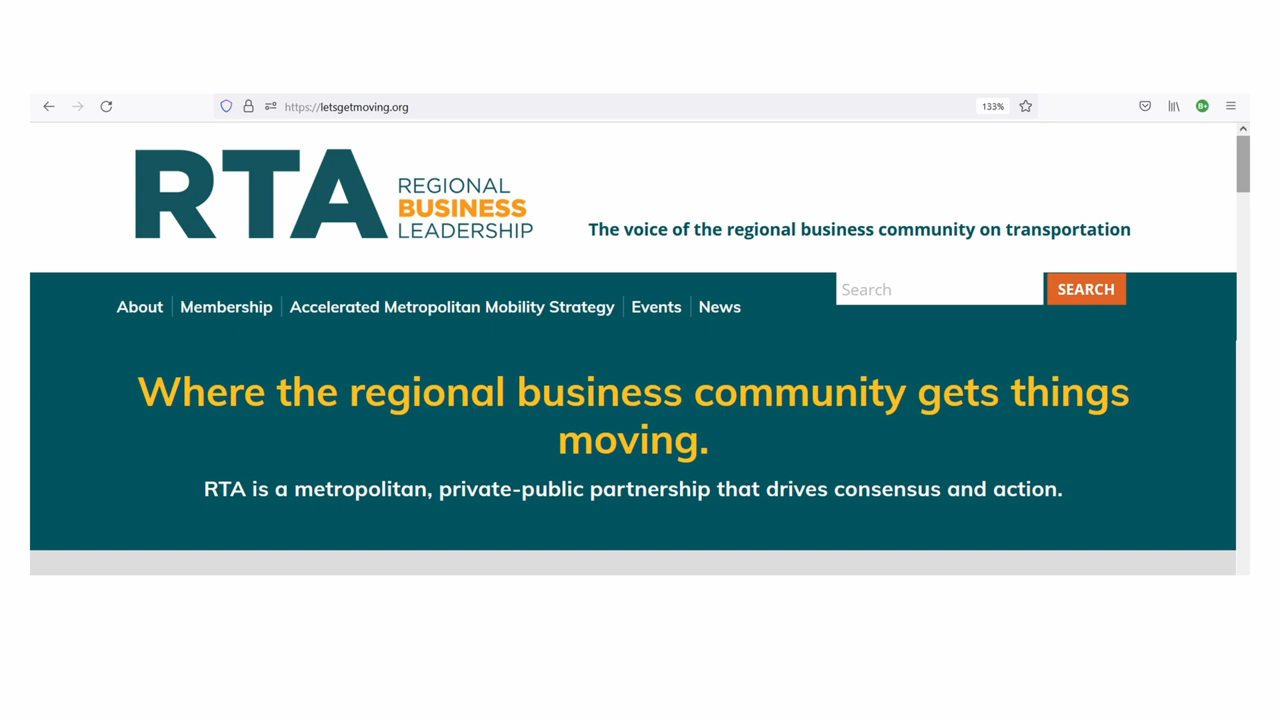 https://letsgetmoving.org
133%
RTA
REGIONAL
BUSINESS
LEADERSHIP
The voice of the regional business community on transportation
About Membership Accelerated Metropolitan Mobility Strategy Events News
Search
SEARCH
Where the regional business community gets things
moving.
RTA is a metropolitan, private-public partnership that drives consensus and action.